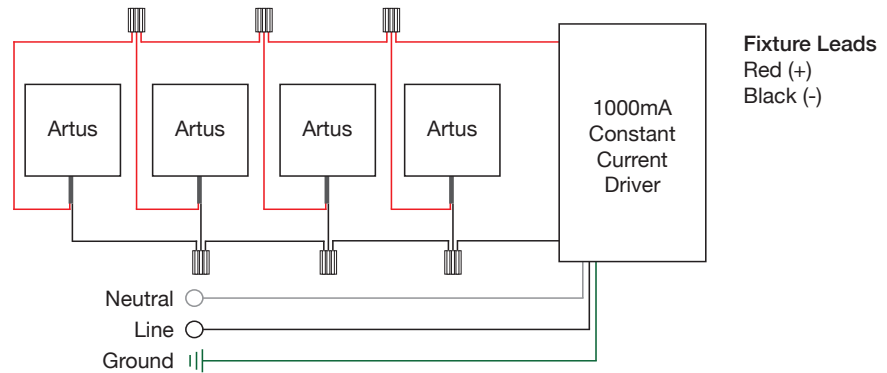 Fixture Leads
Red (+)
Black (-)
Artus
Artus
Artus
Artus
1000mA
Constant
Current
Driver
Neutral
Line
Ground